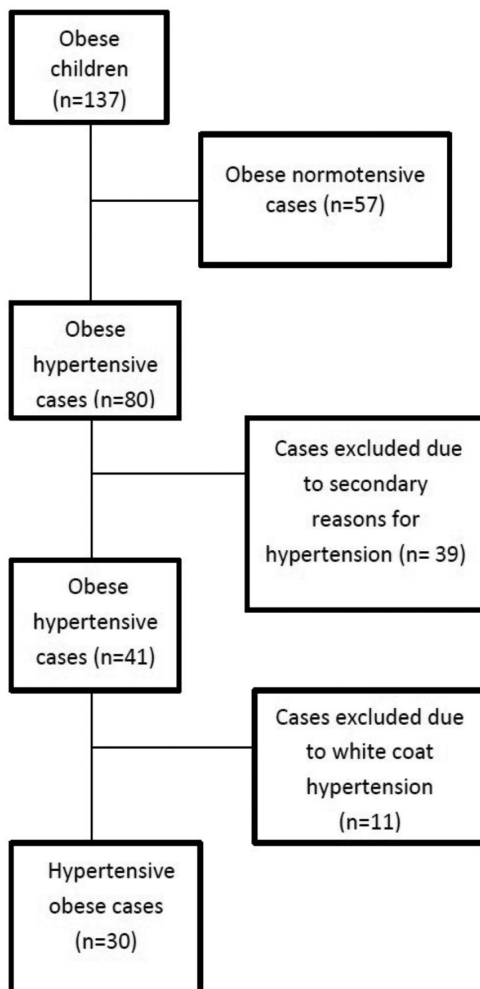 Obese
children
(n=137)
Obese normotensive
cases (n=57)
Obese
hypertensive
cases (n=80)
Cases excluded due
to secondary
reasons for
hypertension (n= 39)
Obese
hypertensive
cases (n=41)
Cases excluded due
to white coat
hypertension
(n=11)
Hypertensive
obese cases
(n=30)